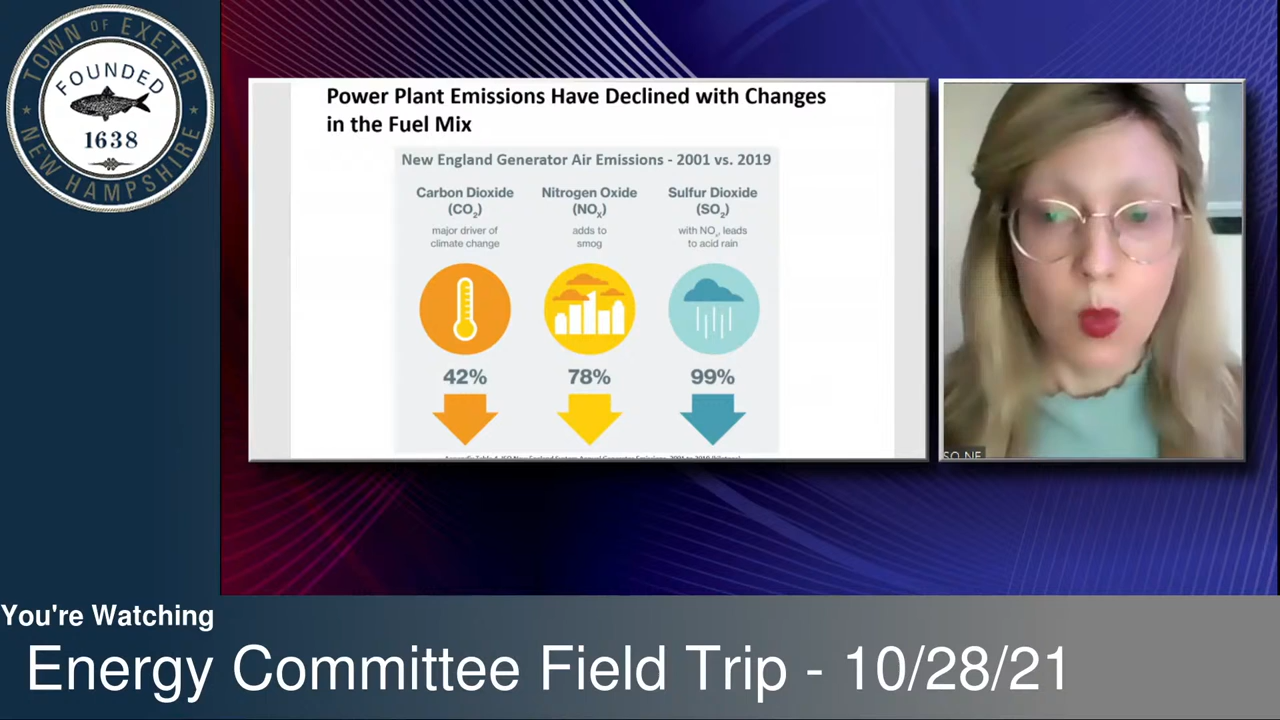 TOWN OF EXETER
FOUNDED
1638
NEW HAMPSHIRE
Power Plant Emissions Have Declined with Changes
in the Fuel Mix
New England Generator Air Emissions - 2001 vs. 2019
Carbon Dioxide
(CO₂)
major driver of
climate change
42%
Nitrogen Oxide
(NOₓ)
adds to
smog
78%
Sulfur Dioxide
(SO₂)
with NOₓ, leads
to acid rain
99%
SO NE
You're Watching
Energy Committee Field Trip - 10/28/21